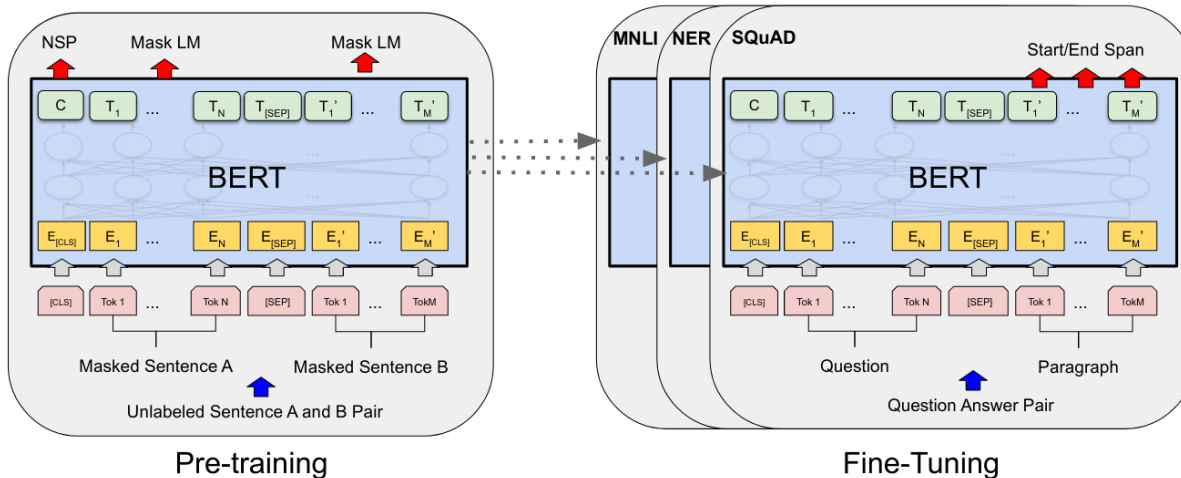 NSP Mask LM Mask LM
C T1 ... TN T[SEP] T1' ... TM'
...
BERT
...
E[CLS] E1 ... EN E[SEP] E1' ... EM'
[CLS] Tok 1 ... Tok N [SEP] Tok 1 ... TokM
Masked Sentence A Masked Sentence B
Unlabeled Sentence A and B Pair
Pre-training
MNLI NER SQuAD
Start/End Span
C T1 ... TN T[SEP] T1' ... TM'
...
BERT
...
E[CLS] E1 ... EN E[SEP] E1' ... EM'
[CLS] Tok 1 ... Tok N [SEP] Tok 1 ... TokM
Question Paragraph
Question Answer Pair
Fine-Tuning